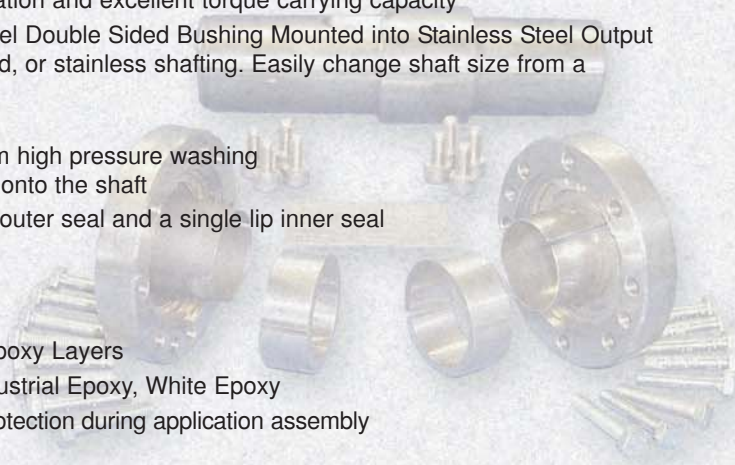 ation and excellent torque carrying capacity
el Double Sided Bushing Mounted into Stainless Steel Output
d, or stainless shafting. Easily change shaft size from a
high pressure washing
onto the shaft
outer seal and a single lip inner seal
poxy Layers
ustrial Epoxy, White Epoxy
otection during application assembly